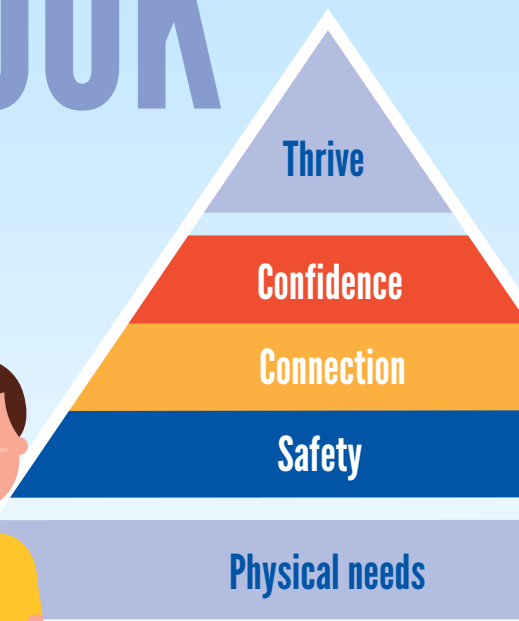 Thrive
Confidence
Connection
Safety
Physical needs